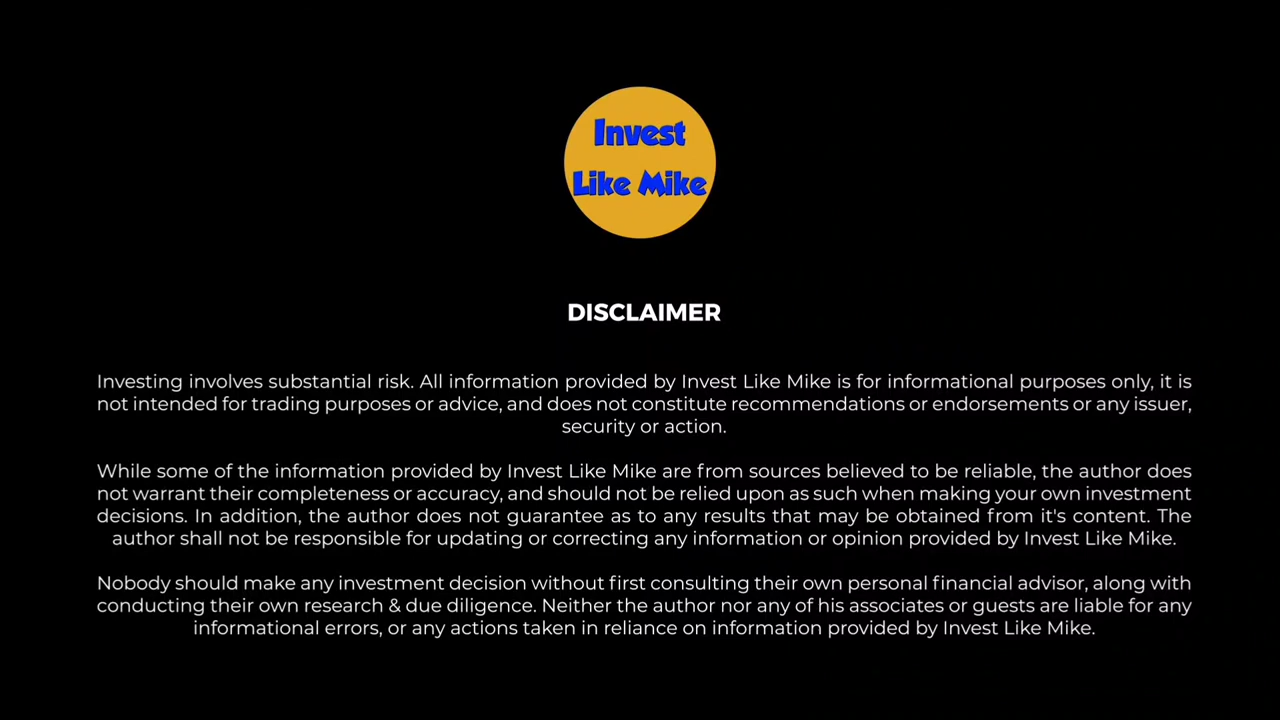 Invest
Like Mike
DISCLAIMER
Investing involves substantial risk. All information provided by Invest Like Mike is for informational purposes only, it is
not intended for trading purposes or advice, and does not constitute recommendations or endorsements or any issuer,
security or action.
While some of the information provided by Invest Like Mike are from sources believed to be reliable, the author does
not warrant their completeness or accuracy, and should not be relied upon as such when making your own investment
decisions. In addition, the author does not guarantee as to any results that may be obtained from it's content. The
author shall not be responsible for updating or correcting any information or opinion provided by Invest Like Mike.
Nobody should make any investment decision without first consulting their own personal financial advisor, along with
conducting their own research & due diligence. Neither the author nor any of his associates or guests are liable for any
informational errors, or any actions taken in reliance on information provided by Invest Like Mike.